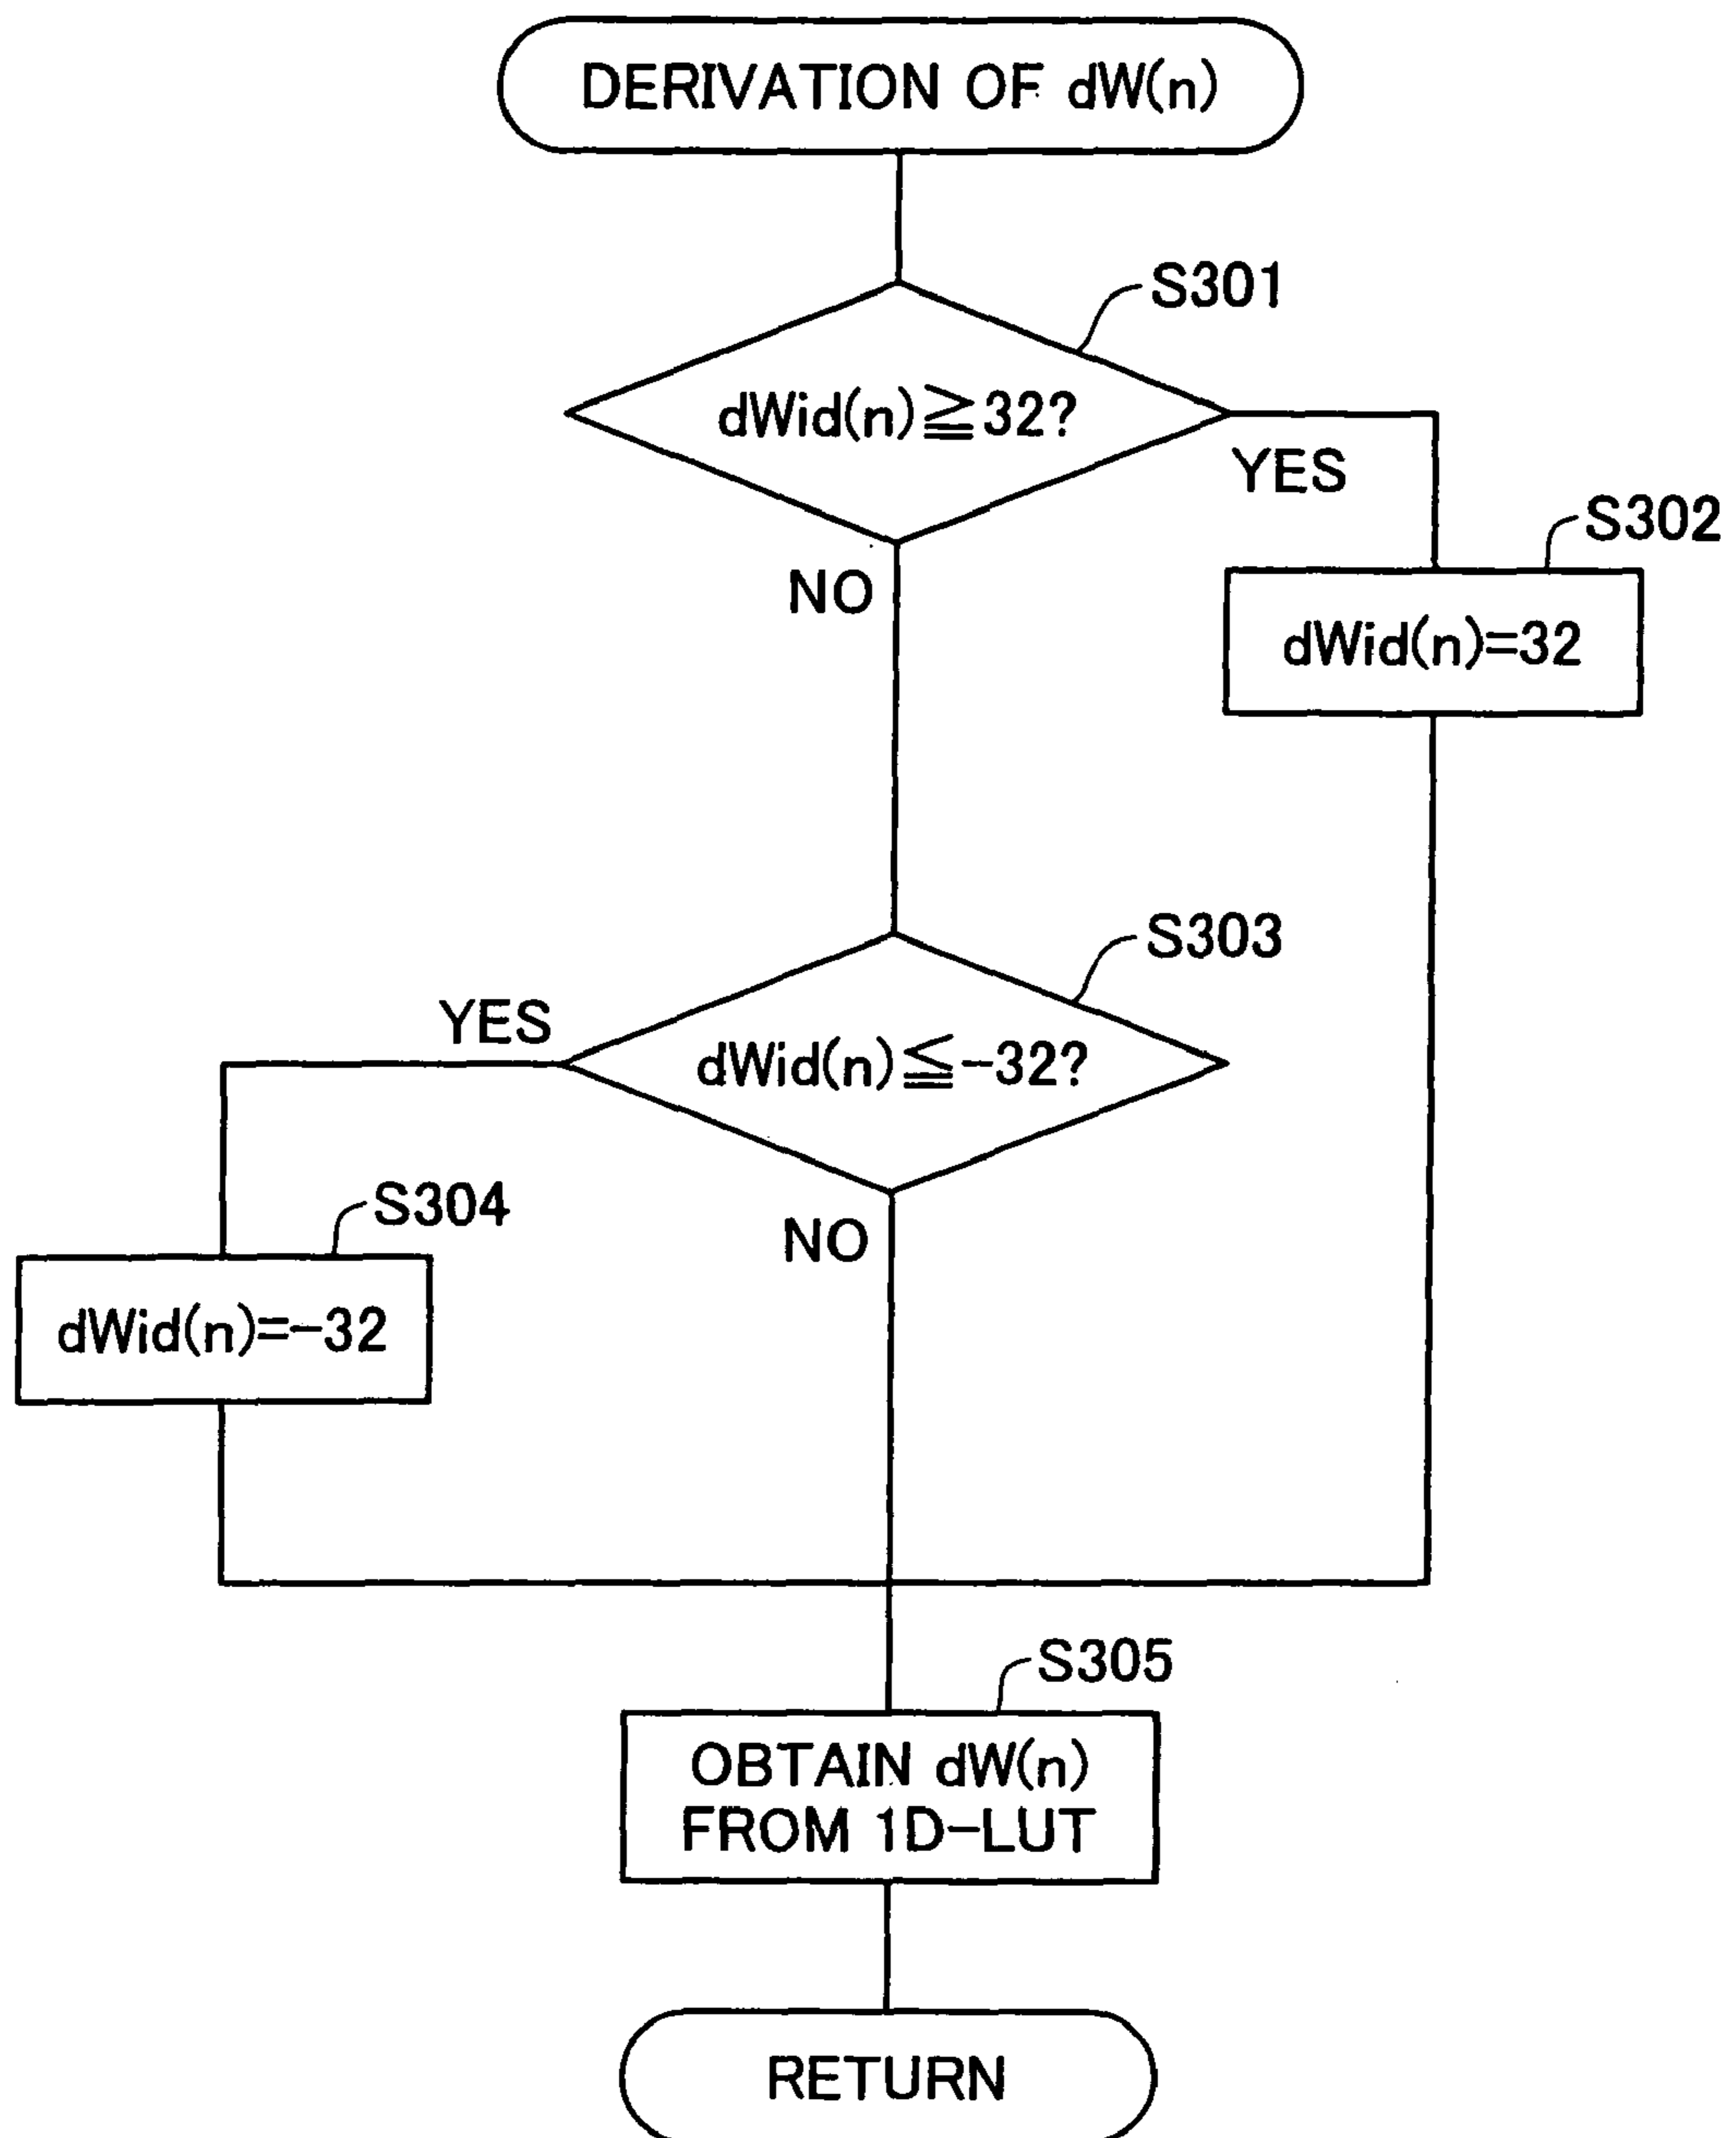 DERIVATION OF dW(n)
S301
dWid(n)≧32?
YES
S302
NO
dWid(n)=32
S303
YES
dWid(n)≦-32?
S304
NO
dWid(n)=-32
S305
OBTAIN dW(n)
FROM 1D-LUT
RETURN